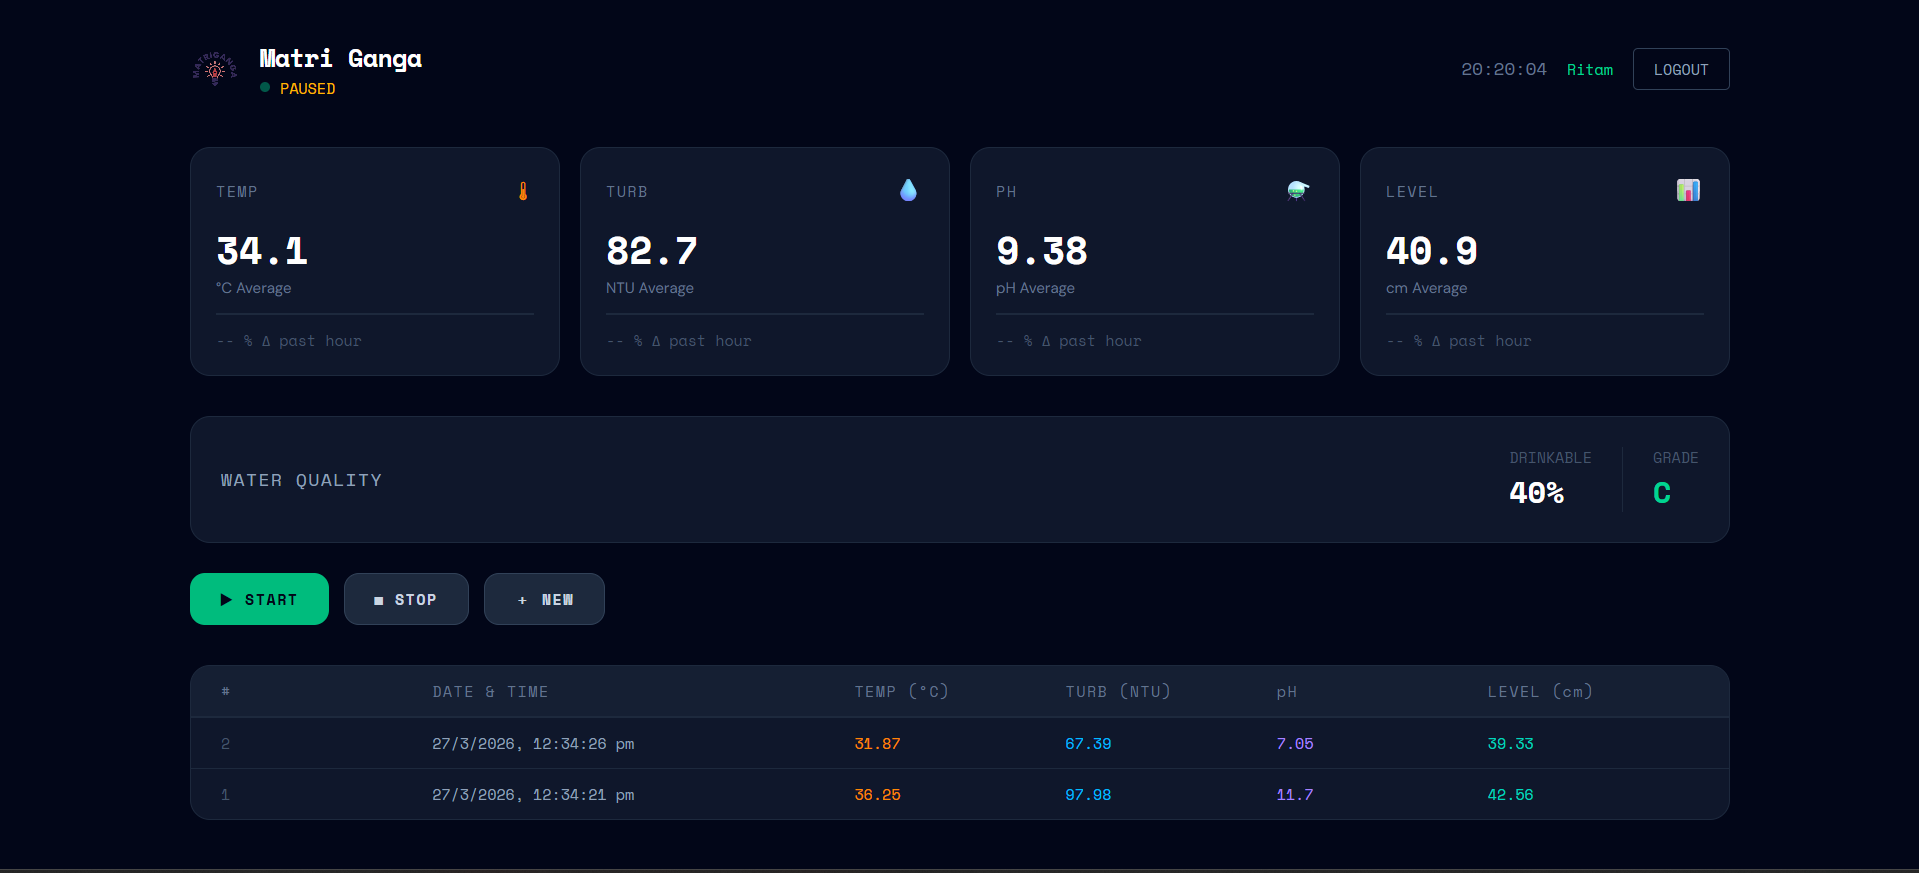 MATRIGANGA
Matri Ganga
PAUSED
20:20:04 Ritam LOGOUT
TEMP
34.1
°C Average
-- % Δ past hour
TURB
82.7
NTU Average
-- % Δ past hour
PH
9.38
pH Average
-- % Δ past hour
LEVEL
40.9
cm Average
-- % Δ past hour
WATER QUALITY
DRINKABLE
40%
GRADE
C
▶ START
■ STOP
+ NEW
# DATE & TIME TEMP (°C) TURB (NTU) pH LEVEL (cm)
2 27/3/2026, 12:34:26 pm 31.87 67.39 7.05 39.33
1 27/3/2026, 12:34:21 pm 36.25 97.98 11.7 42.56